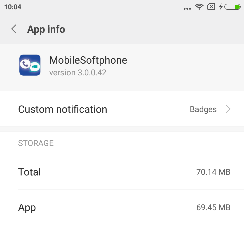 10:04
App info
MobileSoftphone
version 3.0.0.42
Custom notification
Badges
STORAGE
Total
70.14 MB
App
69.45 MB